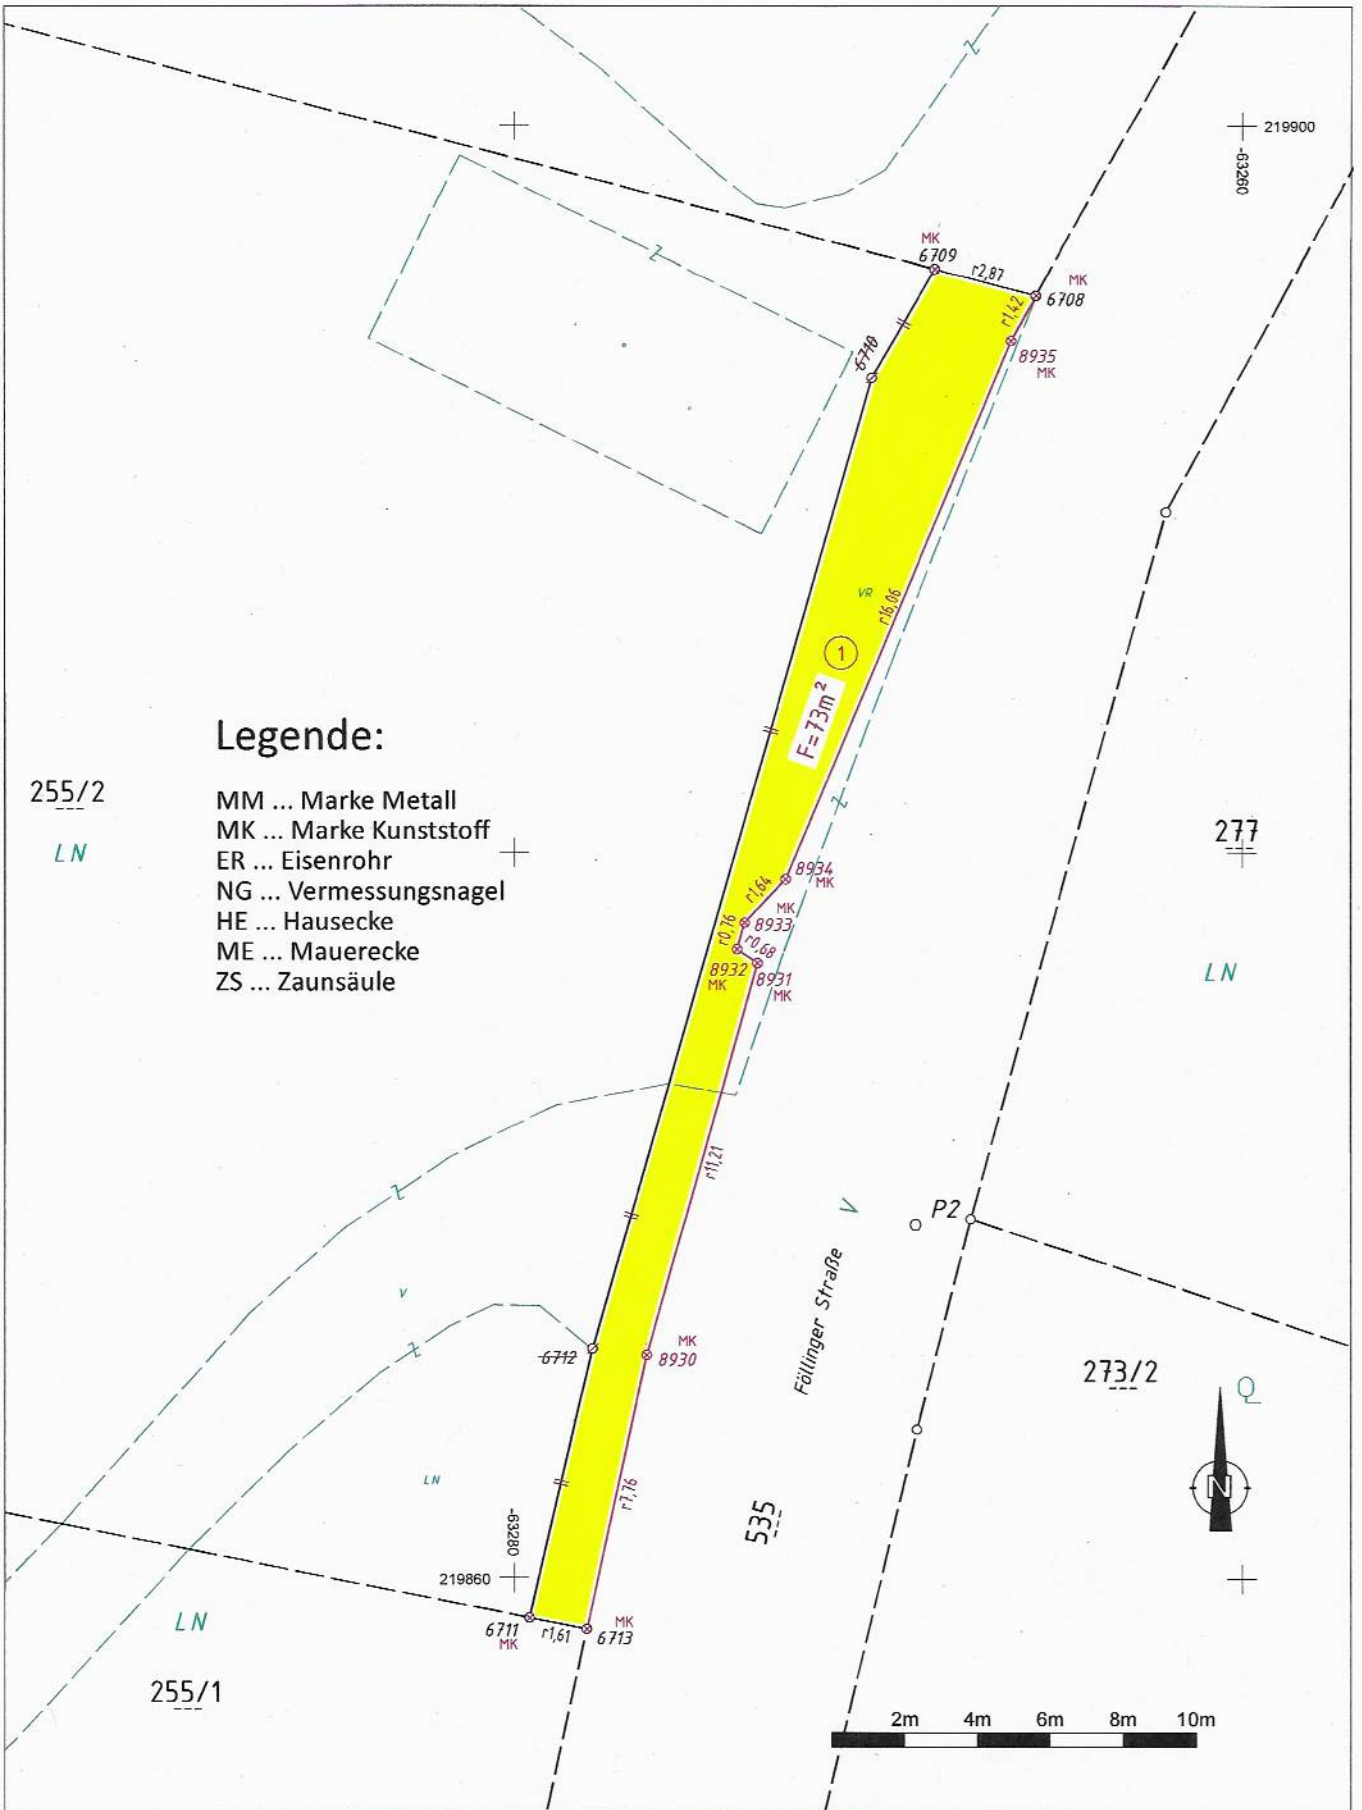 219900
-63260
MK
6709
r2,87
MK
6708
r1,42
6710
8935
MK
VR
r16,06
1
F=73m²
Legende:
MM ... Marke Metall
MK ... Marke Kunststoff
ER ... Eisenrohr
NG ... Vermessungsnagel
HE ... Hausecke
ME ... Mauerecke
ZS ... Zaunsäule
255/2
LN
277
LN
8934
MK
r1,64
MK
8933
r0,76
r0,68
8932
MK
8931
MK
r11,21
V
P2
Föllinger Straße
V
6712
MK
8930
273/2
Q
N
LN
r7,76
535
-63280
219860
LN
6711
MK
r1,61
MK
6713
255/1
2m 4m 6m 8m 10m